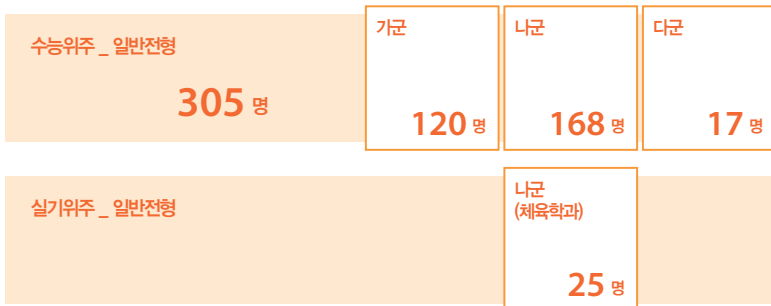 수능위주 _ 일반전형
305 명
가군
120 명
나군
168 명
다군
17 명
실기위주 _ 일반전형
나군
(체육학과)
25 명